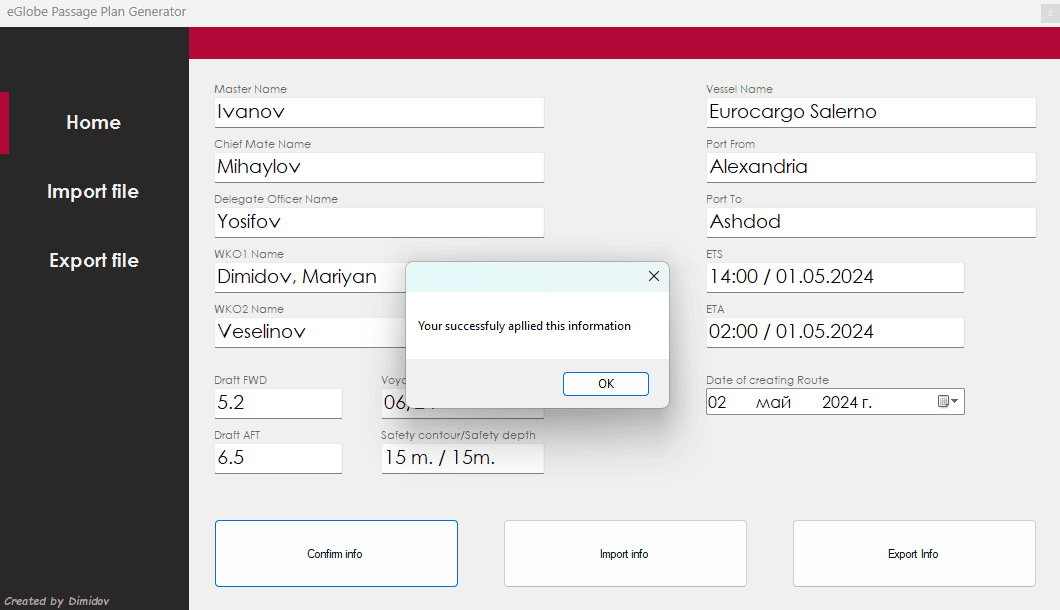 eGlobe Passage Plan Generator
Home
Import file
Export file
Created by Dimidov
Master Name
Ivanov
Chief Mate Name
Mihaylov
Delegate Officer Name
Yosifov
WKO1 Name
Dimidov, Mariyan
WKO2 Name
Veselinov
Draft FWD
5.2
Draft AFT
6.5
Safety contour/Safety depth
15 m. / 15m.
Vessel Name
Eurocargo Salerno
Port From
Alexandria
Port To
Ashdod
ETS
14:00 / 01.05.2024
ETA
02:00 / 01.05.2024
Date of creating Route
02 май 2024 г.
Your successfuly apllied this information
OK
Confirm info
Import info
Export Info